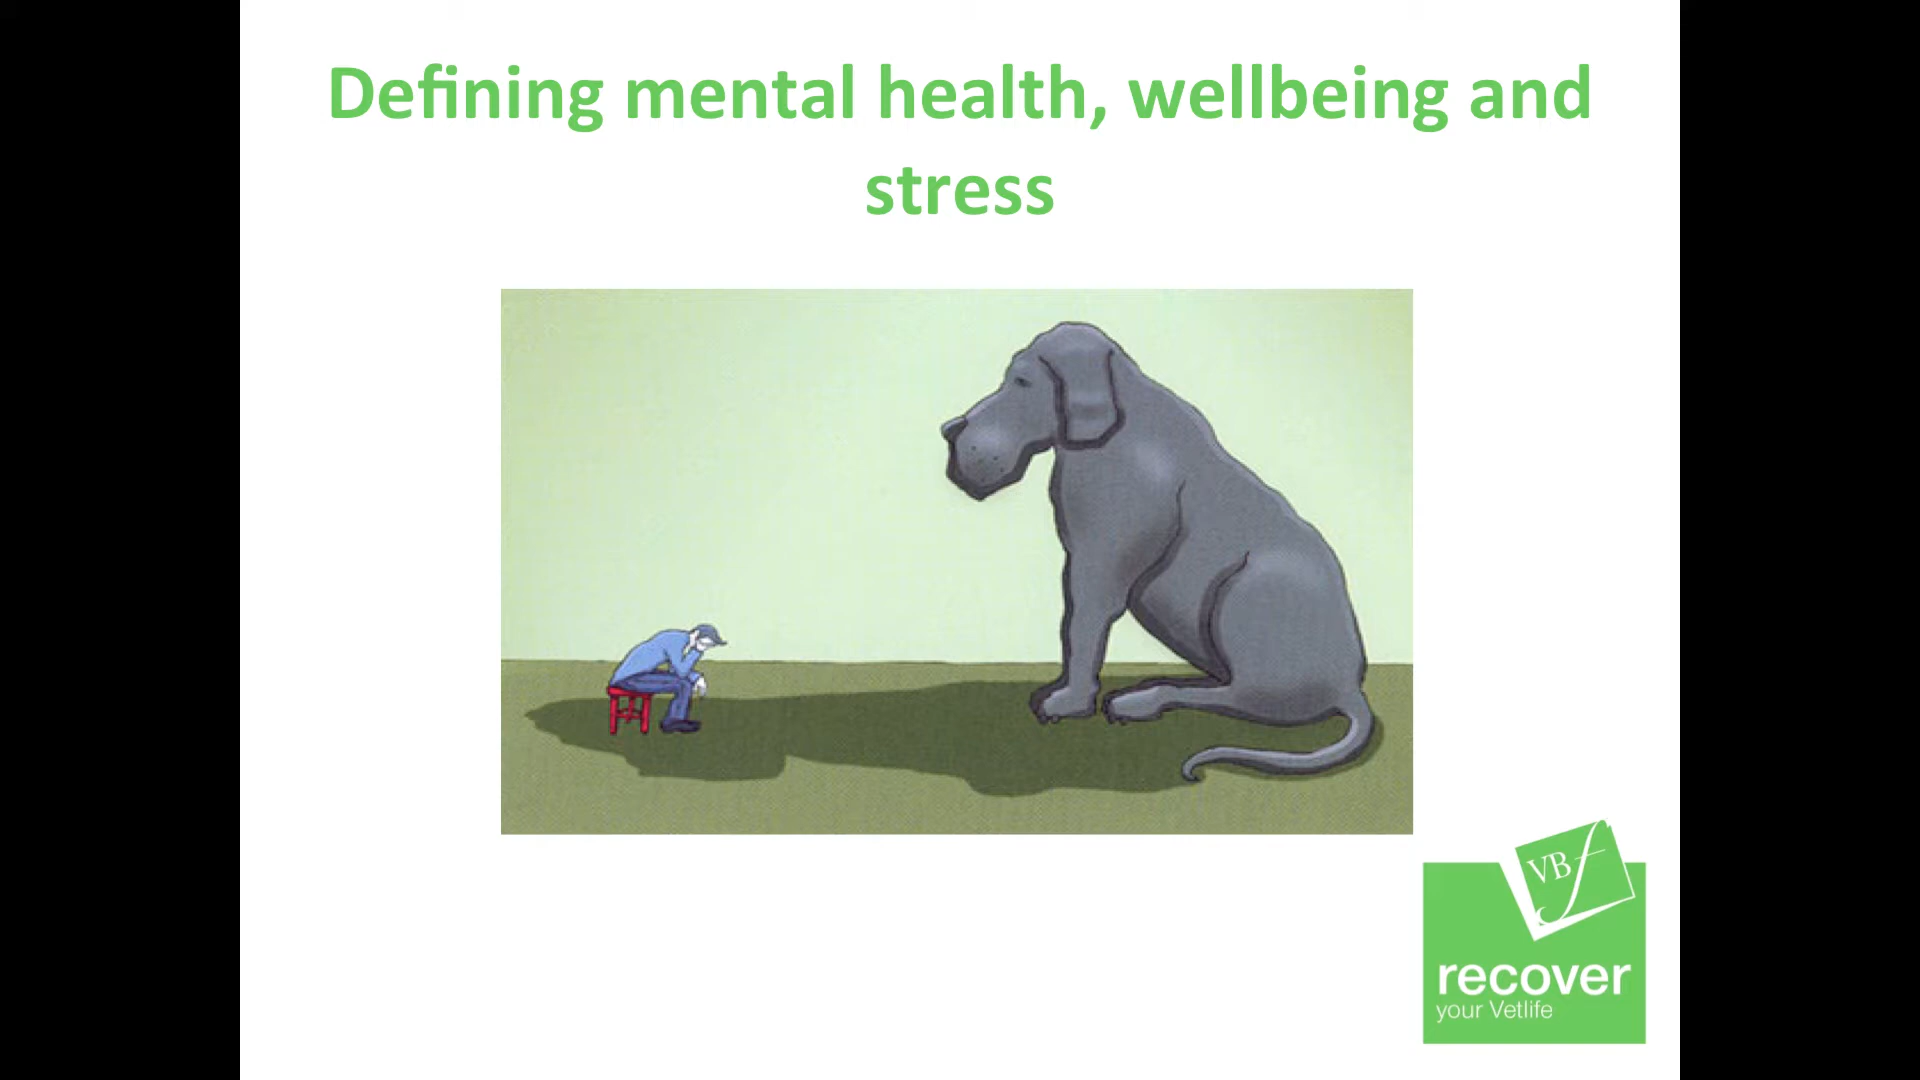 Defining mental health, wellbeing and
stress
VBf
recover
your Vetlife